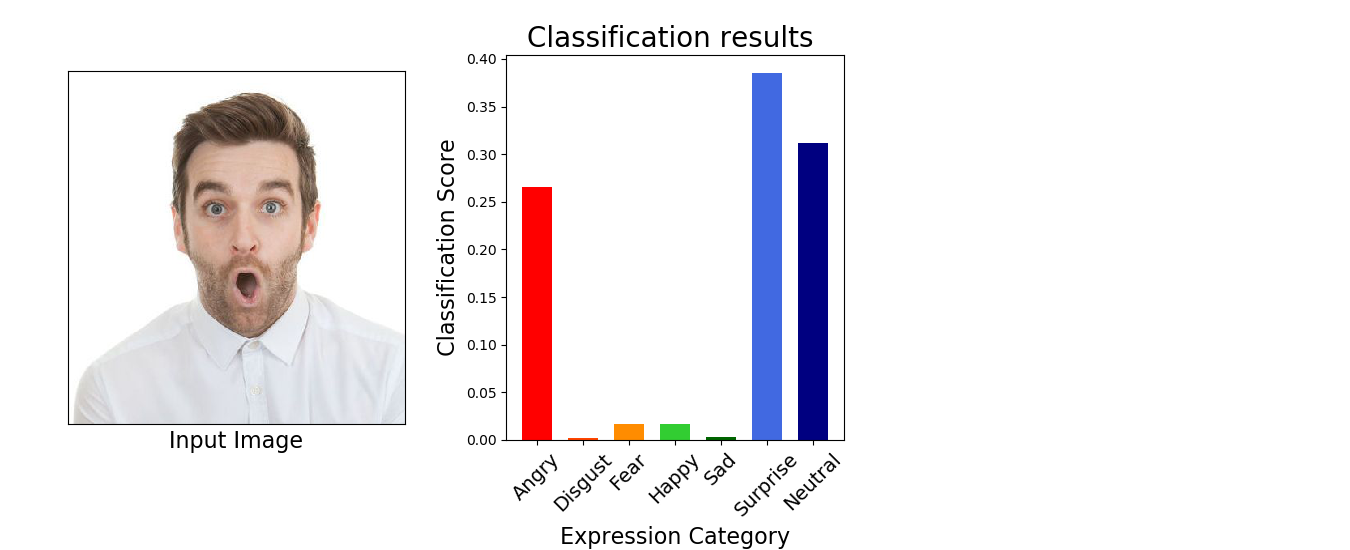 Input Image
Classification results
Classification Score
0.40
0.35
0.30
0.25
0.20
0.15
0.10
0.05
0.00
Angry
Disgust
Fear
Happy
Sad
Surprise
Neutral
Expression Category